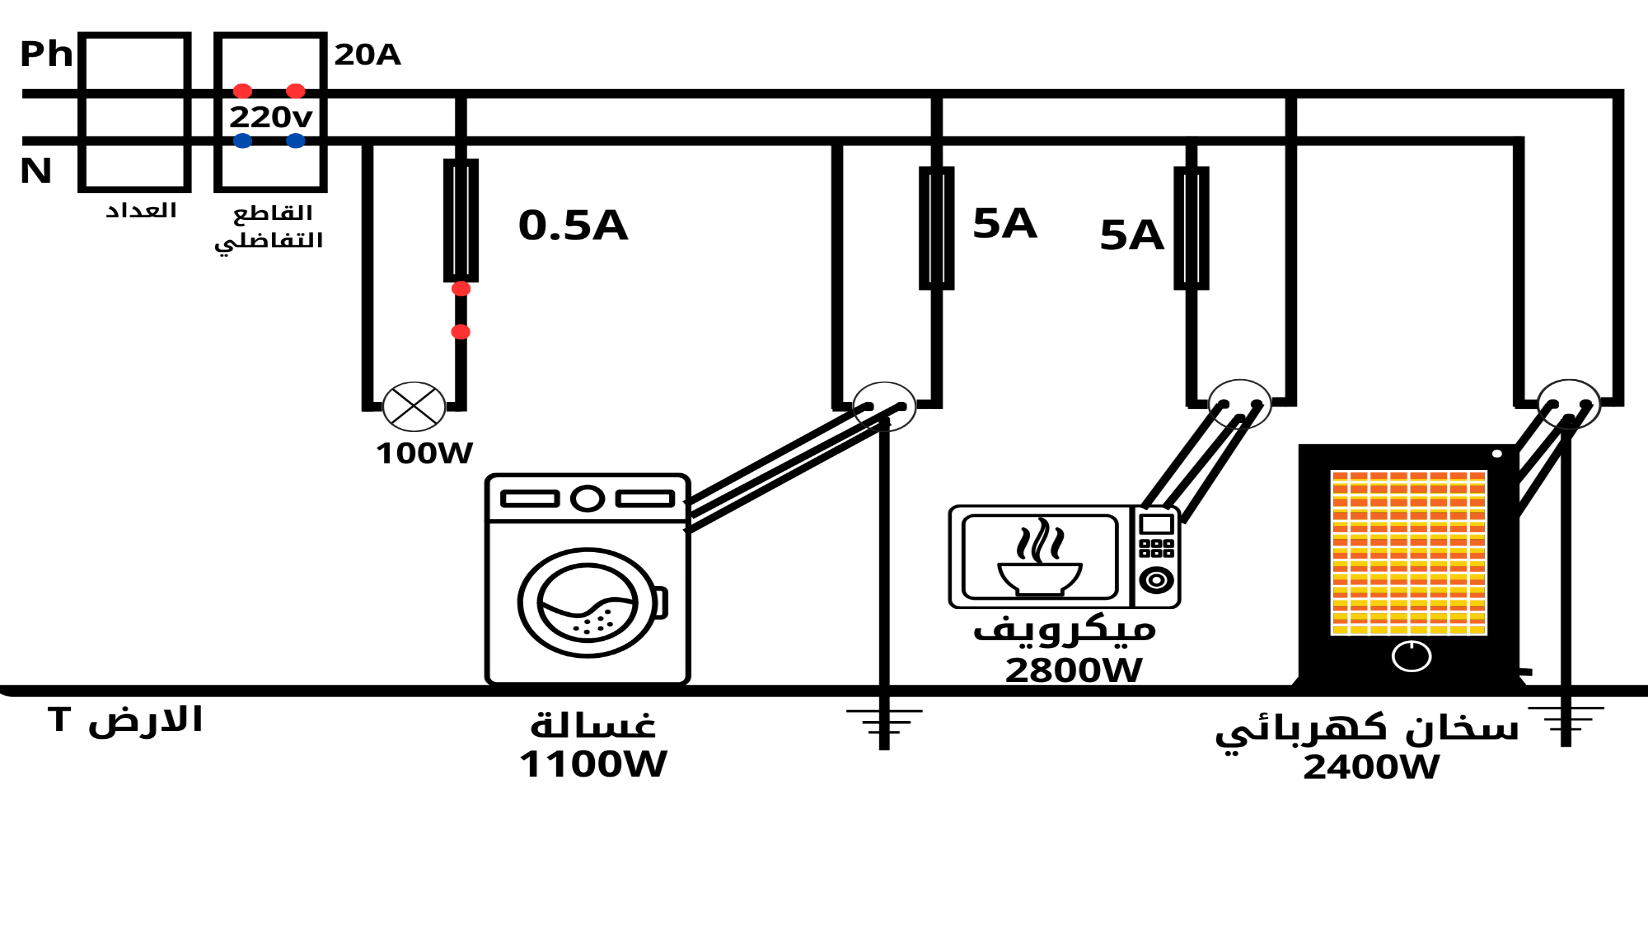 Ph
20A
220v
N
العداد
القاطع
التفاضلي
0.5A
5A
5A
100W
ميكرويف
2800W
الارض T
غسالة
1100W
سخان كهربائي
2400W